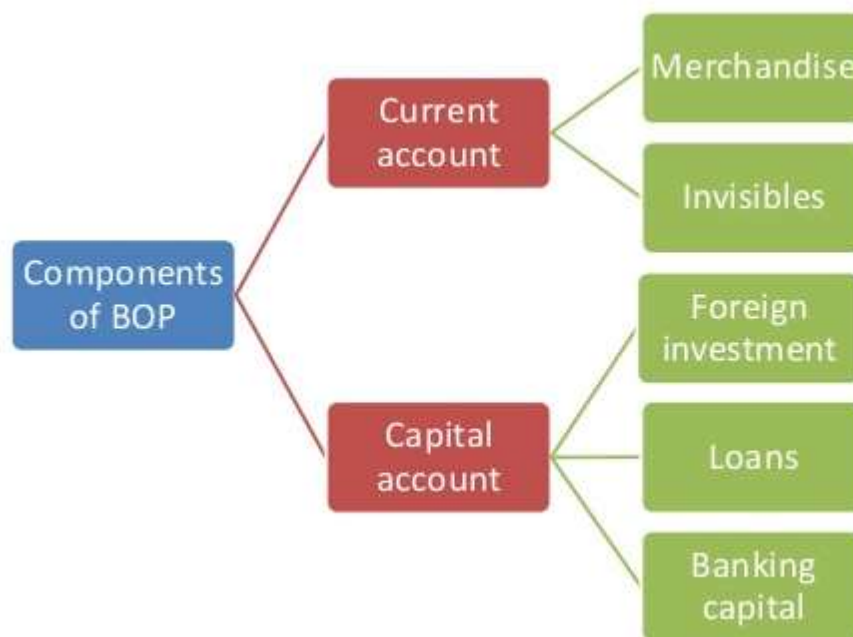 Components
of BOP
Current
account
Merchandise
Invisibles
Capital
account
Foreign
investment
Loans
Banking
capital